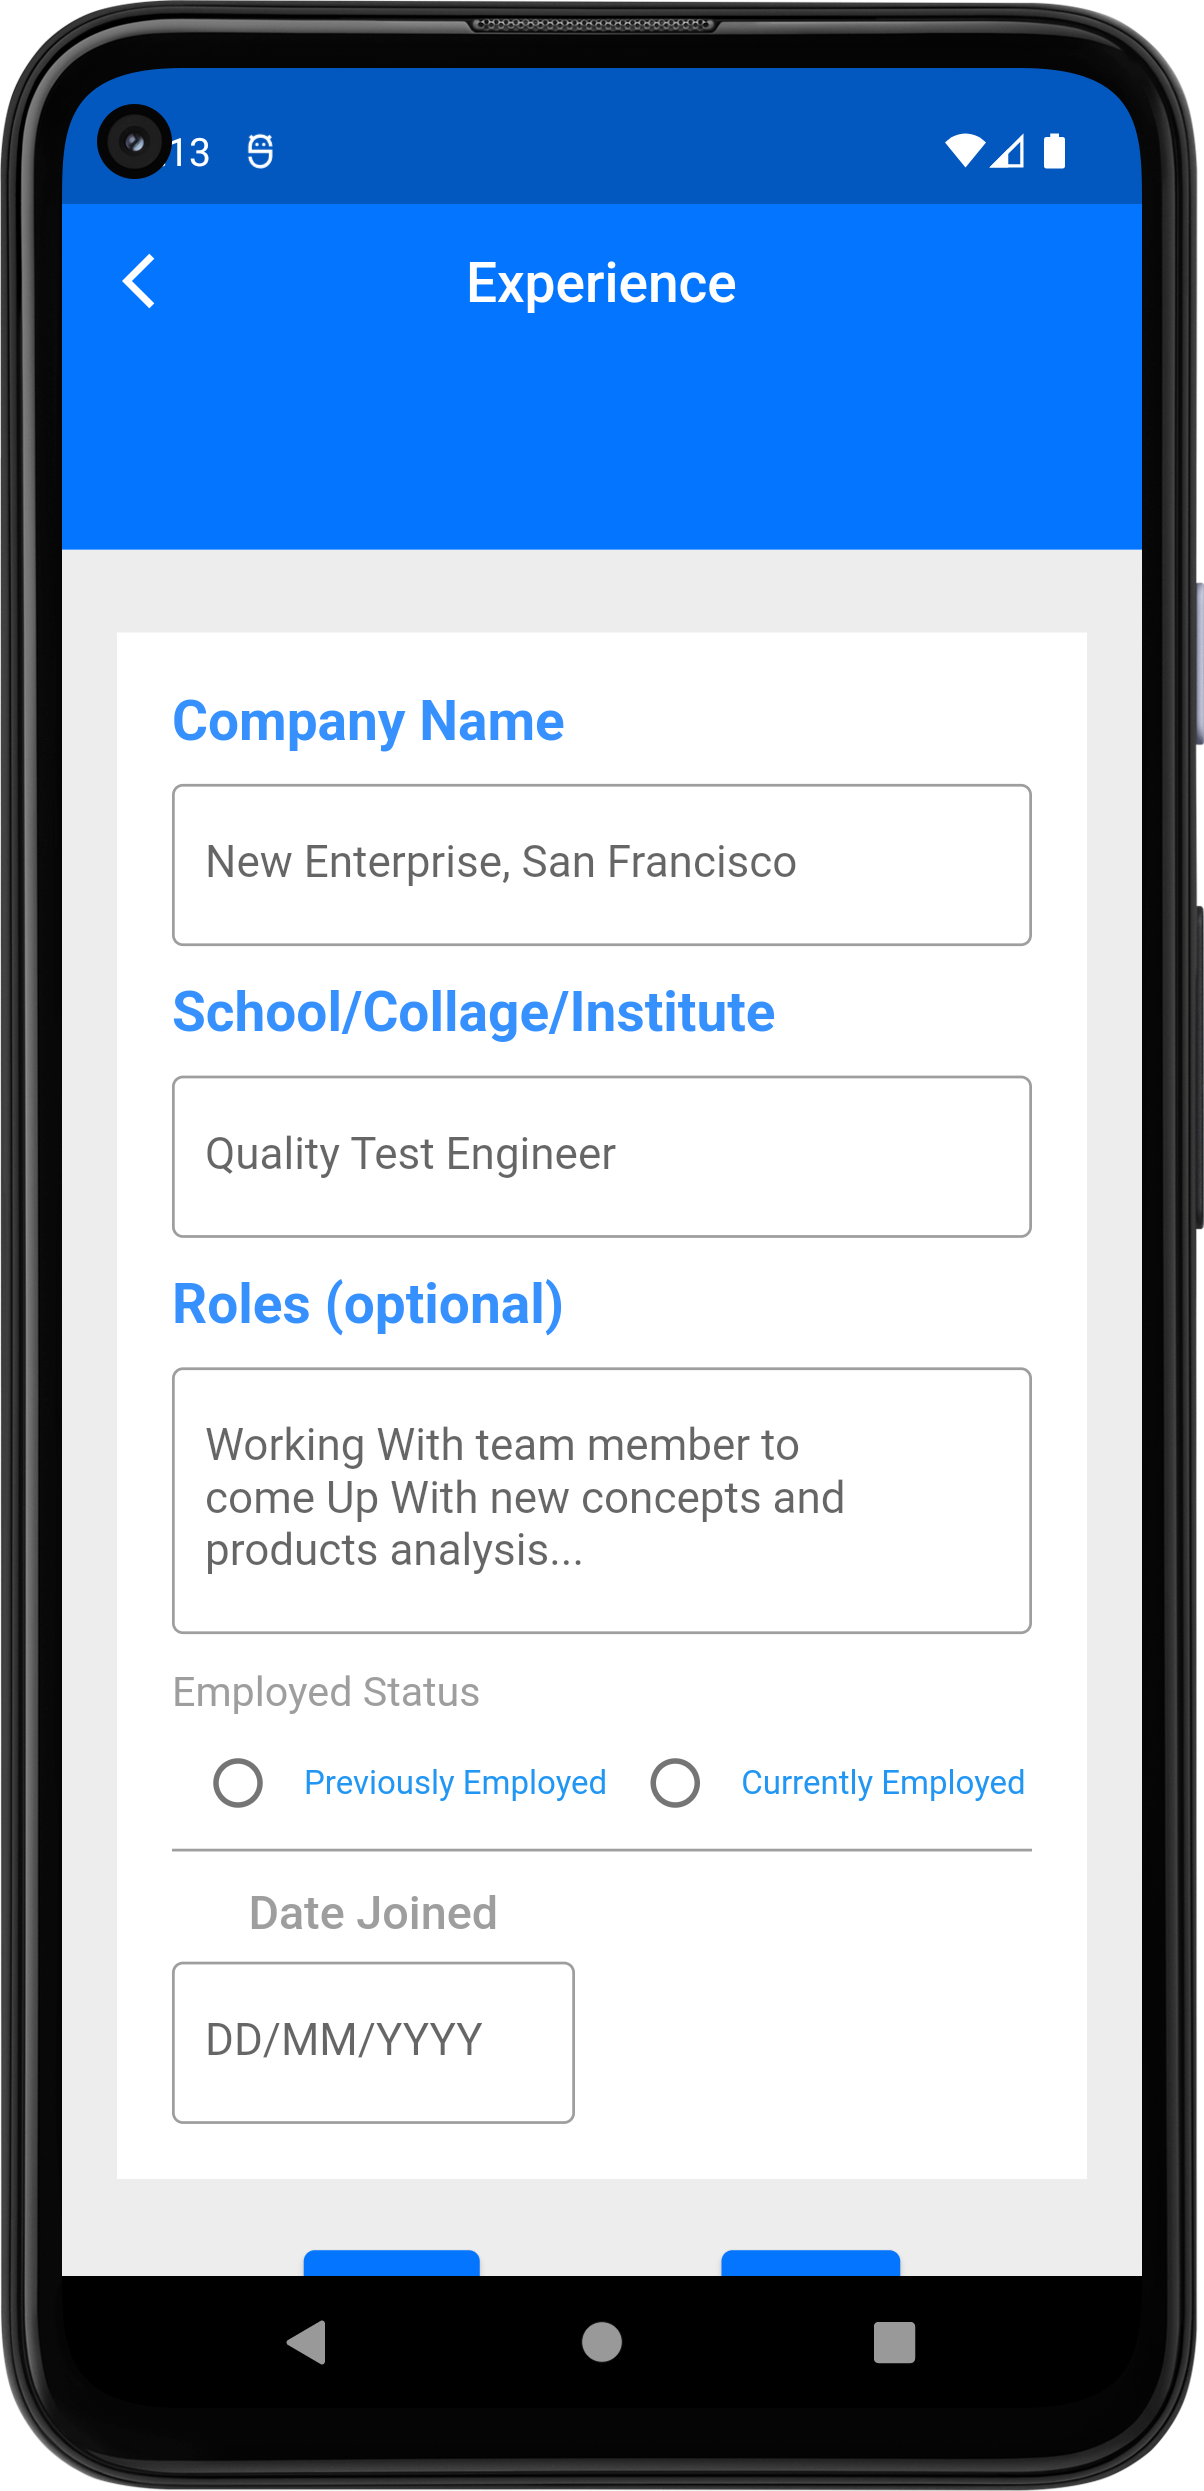 13
Experience
Company Name
New Enterprise, San Francisco
School/Collage/Institute
Quality Test Engineer
Roles (optional)
Working With team member to
come Up With new concepts and
products analysis...
Employed Status
Previously Employed Currently Employed
Date Joined
DD/MM/YYYY